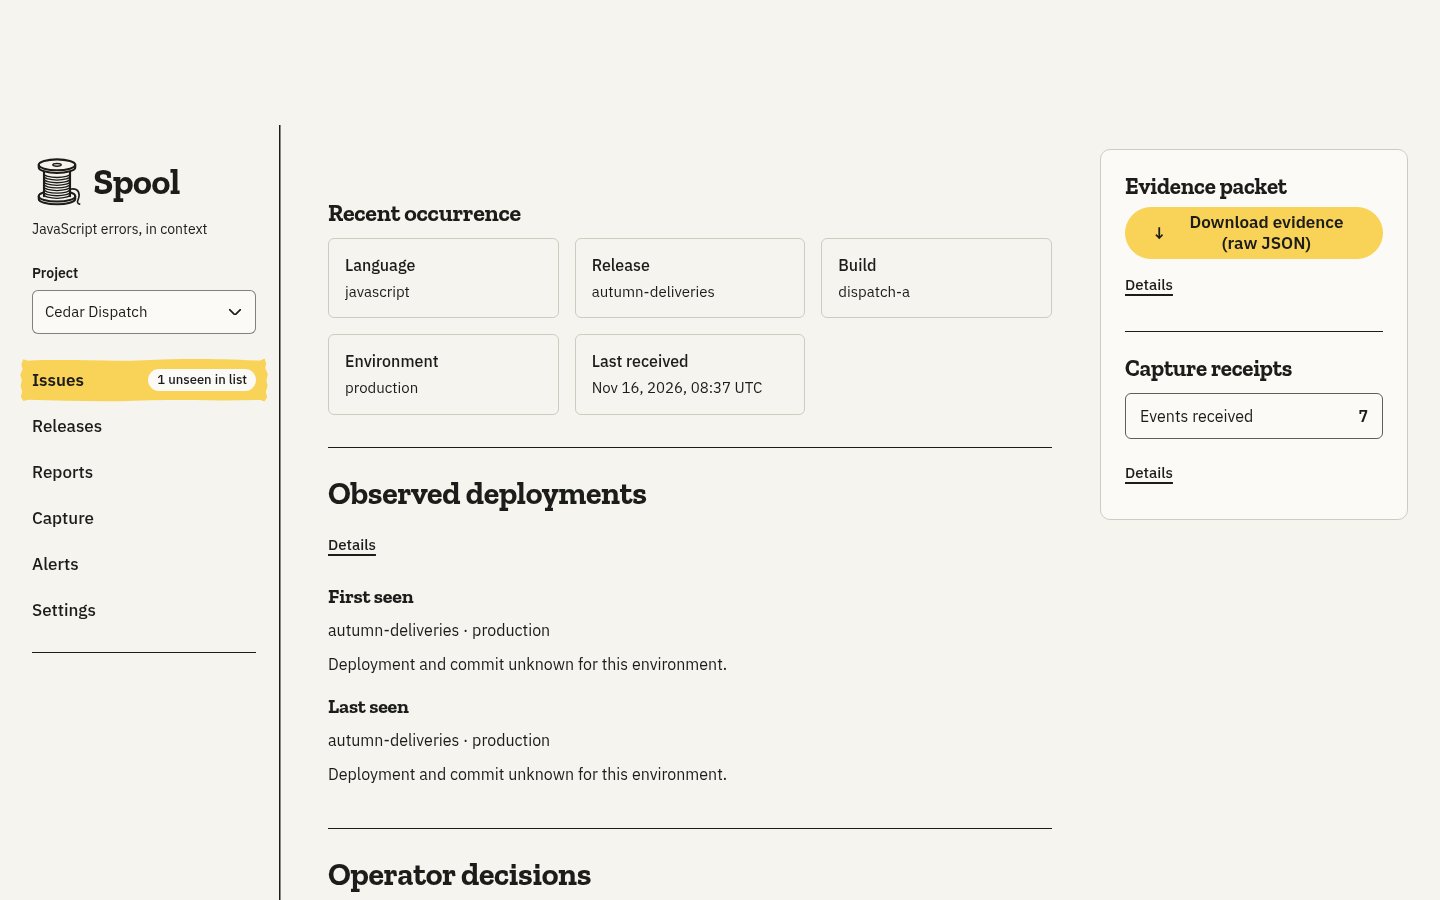 Spool
JavaScript errors, in context
Project
Cedar Dispatch
Issues
1 unseen in list
Releases
Reports
Capture
Alerts
Settings
Recent occurrence
Language
javascript
Release
autumn-deliveries
Build
dispatch-a
Environment
production
Last received
Nov 16, 2026, 08:37 UTC
Observed deployments
Details
First seen
autumn-deliveries · production
Deployment and commit unknown for this environment.
Last seen
autumn-deliveries · production
Deployment and commit unknown for this environment.
Operator decisions
Evidence packet
↓ Download evidence
(raw JSON)
Details
Capture receipts
Events received 7
Details